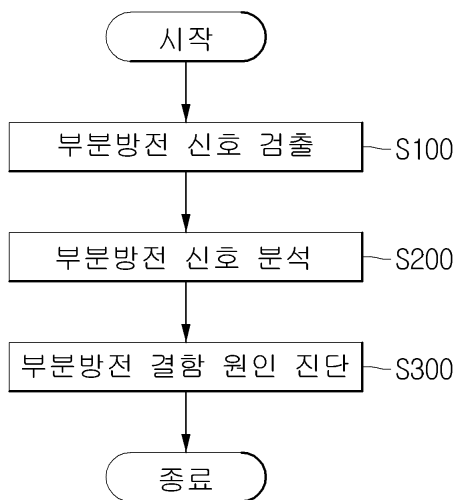 시작
부분방전 신호 검출
S100
부분방전 신호 분석
S200
부분방전 결함 원인 진단
S300
종료